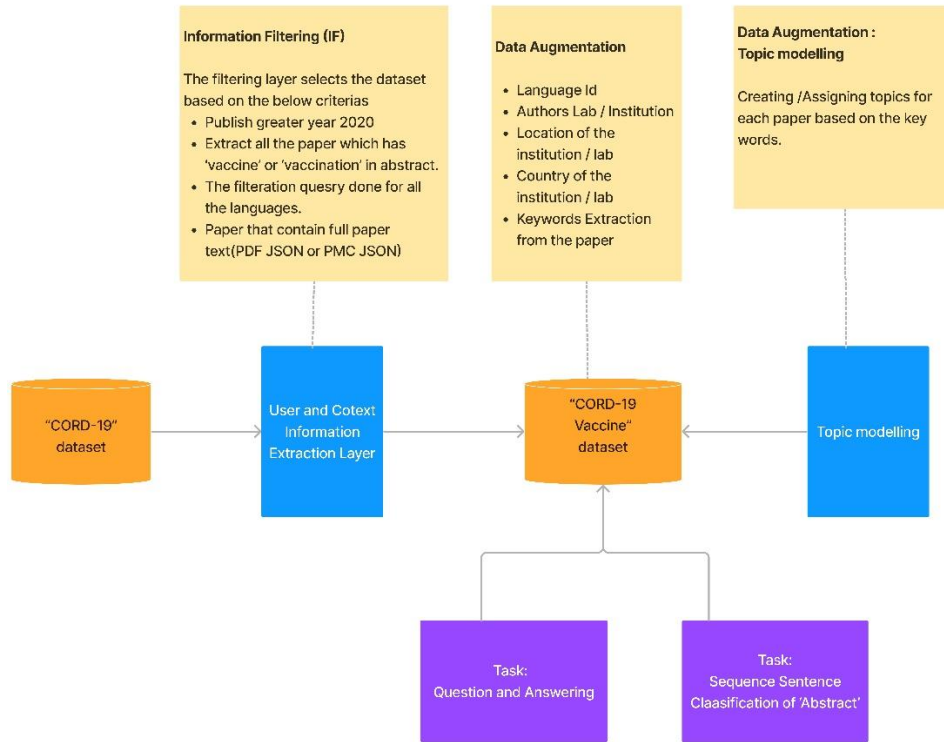 Information Filtering (IF)
The filtering layer selects the dataset
based on the below criterias
• Publish greater year 2020
• Extract all the paper which has
‘vaccine’ or ‘vaccination’ in abstract.
• The filteration quesry done for all
the languages.
• Paper that contain full paper
text(PDF JSON or PMC JSON)
Data Augmentation
• Language Id
• Authors Lab / Institution
• Location of the
institution / lab
• Country of the
institution / lab
• Keywords Extraction
from the paper
Data Augmentation :
Topic modelling
Creating /Assigning topics for
each paper based on the key
words.
“CORD-19”
dataset
User and Cotext
Information
Extraction Layer
“CORD-19
Vaccine”
dataset
Topic modelling
Task:
Question and Answering
Task:
Sequence Sentence
Claasification of ‘Abstract’